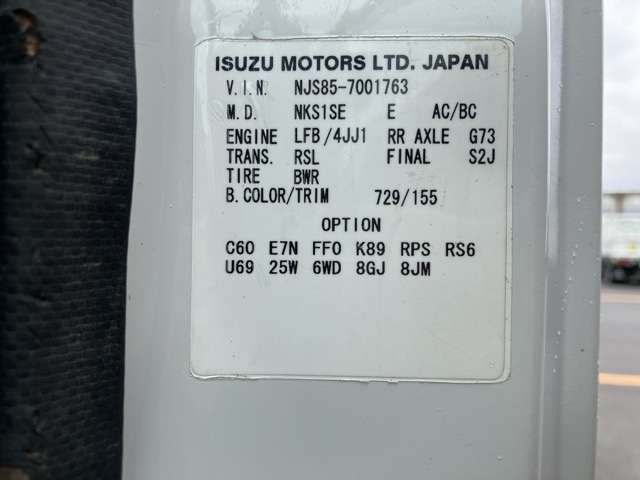 ISUZU MOTORS LTD. JAPAN
V.I.N. NJS85-7001763
M.D. NKS1SE E AC/BC
ENGINE LFB/4JJ1 RR AXLE G73
TRANS. RSL FINAL S2J
TIRE BWR
B.COLOR/TRIM 729/155
OPTION
C60 E7N FF0 K89 RPS RS6
U69 25W 6WD 8GJ 8JM